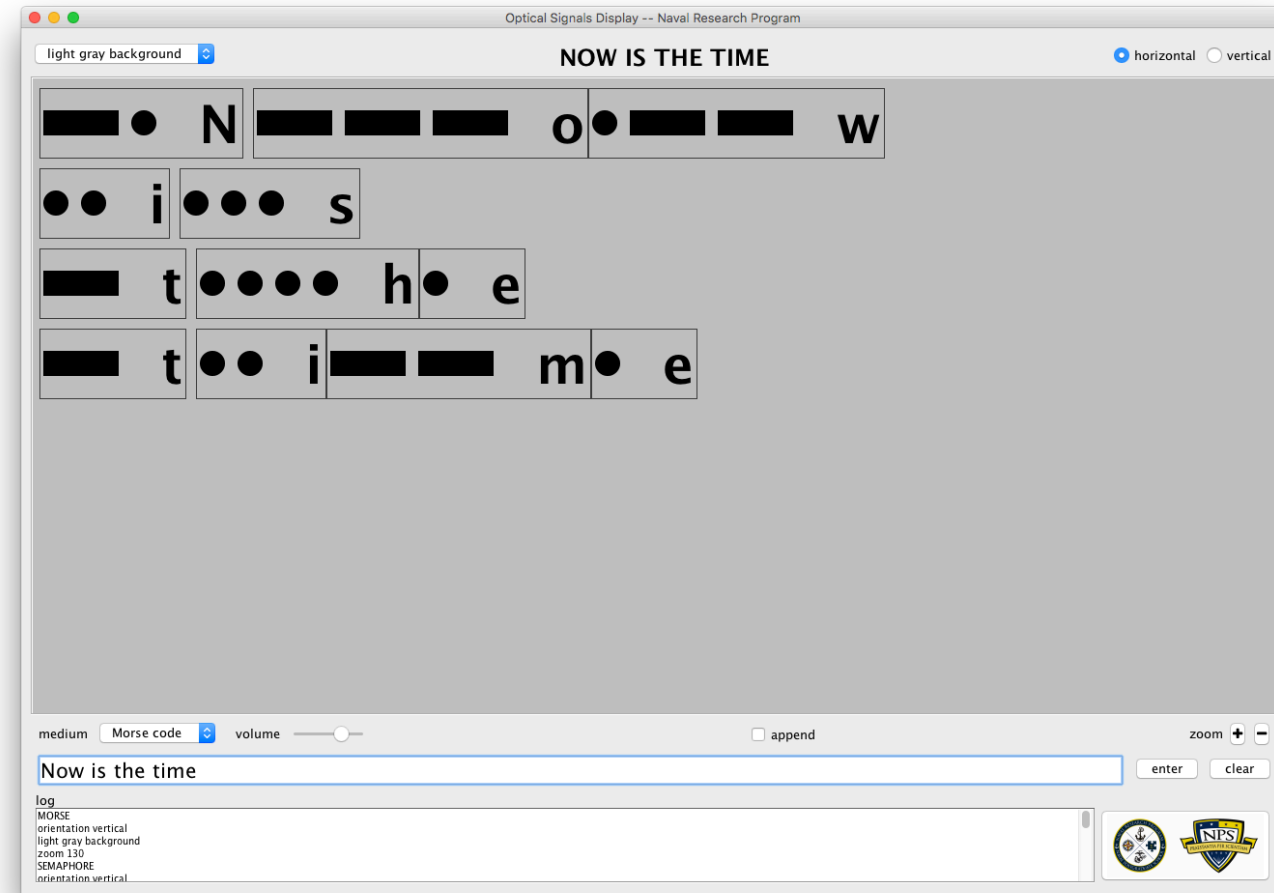 Optical Signals Display -- Naval Research Program
light gray background
NOW IS THE TIME
horizontal vertical
N o w
i s
t h e
t i m e
medium Morse code volume append zoom + −
Now is the time
enter clear
log
MORSE
orientation vertical
light gray background
zoom 130
SEMAPHORE
orientation vertical
NPS